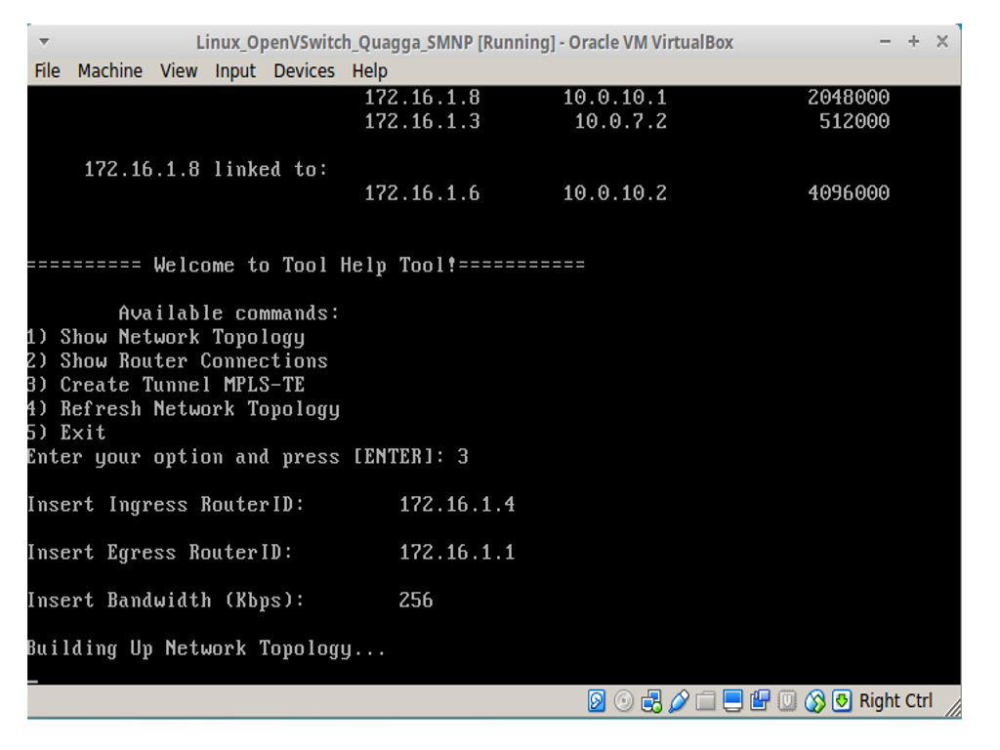 Linux_OpenVSwitch_Quagga_SMNP [Running] - Oracle VM VirtualBox
File Machine View Input Devices Help
172.16.1.8 10.0.10.1 2048000
172.16.1.3 10.0.7.2 512000
172.16.1.8 linked to:
172.16.1.6 10.0.10.2 4096000
========== Welcome to Tool Help Tool!===========
Available commands:
1) Show Network Topology
2) Show Router Connections
3) Create Tunnel MPLS-TE
4) Refresh Network Topology
5) Exit
Enter your option and press [ENTER]: 3
Insert Ingress RouterID: 172.16.1.4
Insert Egress RouterID: 172.16.1.1
Insert Bandwidth (Kbps): 256
Building Up Network Topology...
Right Ctrl